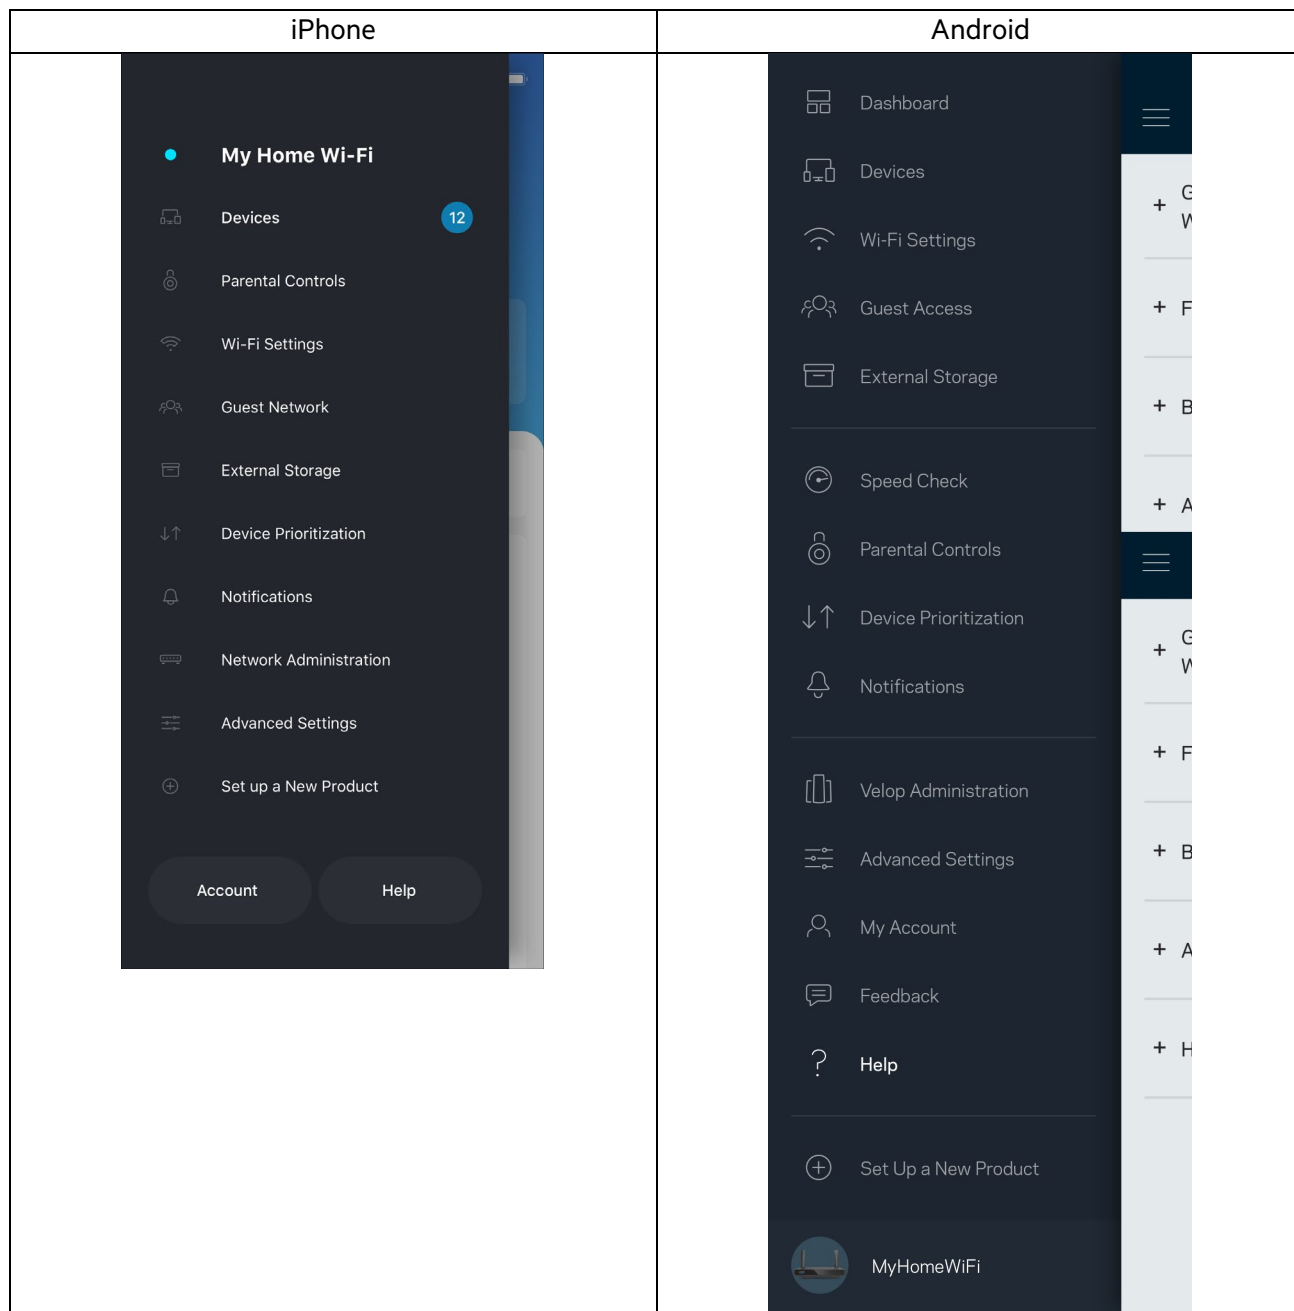 iPhone
Android
My Home Wi-Fi
Devices
12
Parental Controls
Wi-Fi Settings
Guest Network
External Storage
Device Prioritization
Notifications
Network Administration
Advanced Settings
Set up a New Product
Account
Help
Dashboard
Devices
Wi-Fi Settings
Guest Access
External Storage
Speed Check
Parental Controls
Device Prioritization
Notifications
Velop Administration
Advanced Settings
My Account
Feedback
Help
Set Up a New Product
MyHomeWiFi